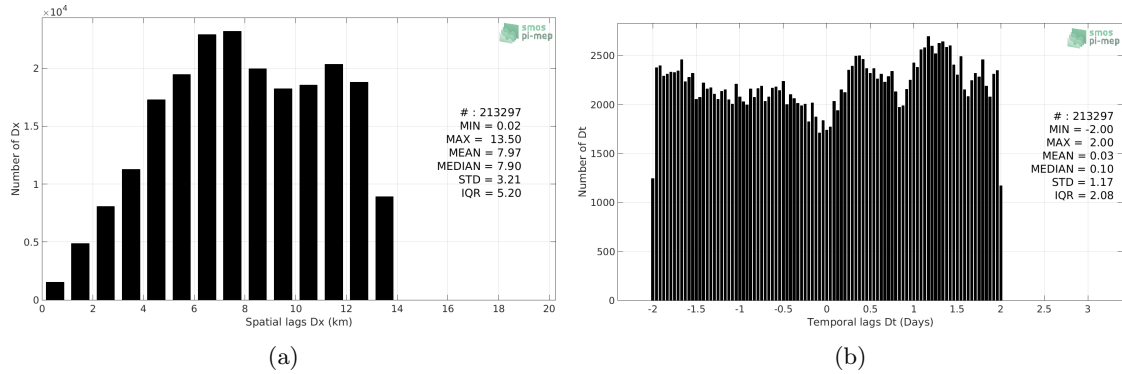 ×10⁴
smos
pi-mep
2
1.5
1
0.5
0
Number of Dx
# : 213297
MIN = 0.02
MAX = 13.50
MEAN = 7.97
MEDIAN = 7.90
STD = 3.21
IQR = 5.20
0 2 4 6 8 10 12 14 16 18 20
Spatial lags Dx (km)
(a)
smos
pi-mep
2500
2000
1500
1000
500
0
Number of Dt
# : 213297
MIN = -2.00
MAX = 2.00
MEAN = 0.03
MEDIAN = 0.10
STD = 1.17
IQR = 2.08
-2 -1.5 -1 -0.5 0 0.5 1 1.5 2 2.5 3
Temporal lags Dt (Days)
(b)